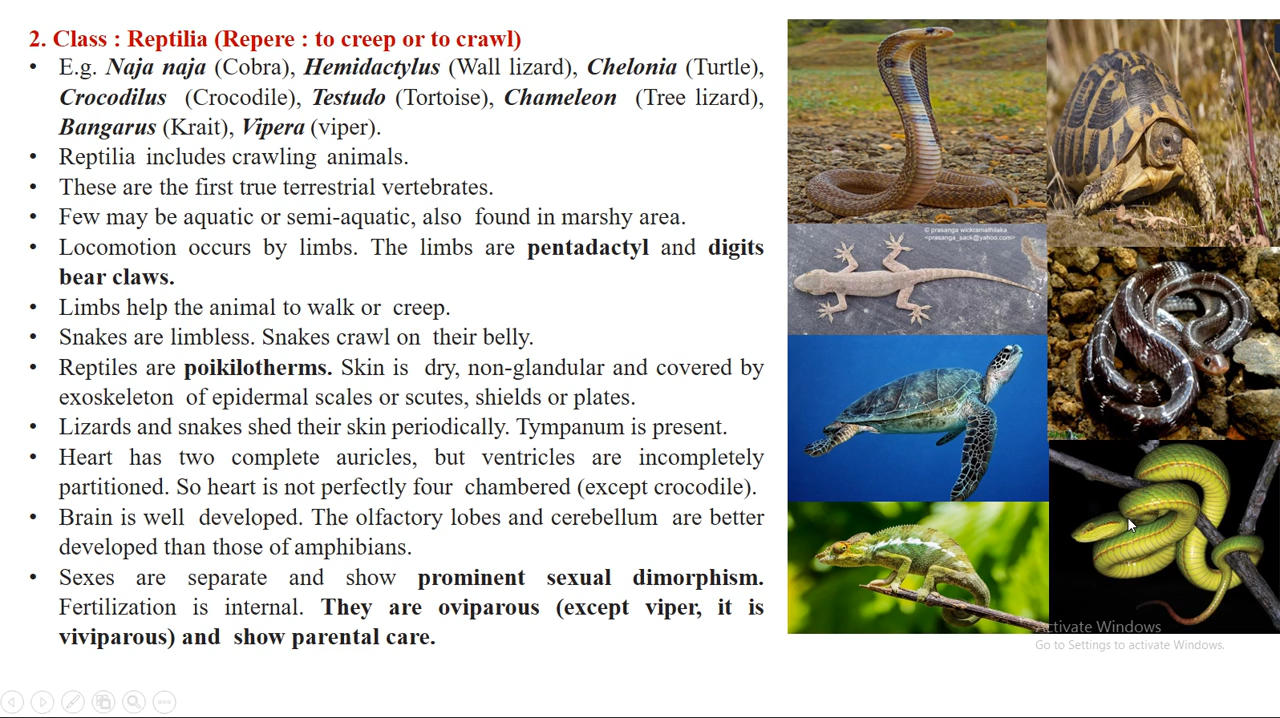 2. Class : Reptilia (Repere : to creep or to crawl)
• E.g. Naja naja (Cobra), Hemidactylus (Wall lizard), Chelonia (Turtle),
Crocodilus (Crocodile), Testudo (Tortoise), Chameleon (Tree lizard),
Bangarus (Krait), Vipera (viper).
• Reptilia includes crawling animals.
• These are the first true terrestrial vertebrates.
• Few may be aquatic or semi-aquatic, also found in marshy area.
• Locomotion occurs by limbs. The limbs are pentadactyl and digits
bear claws.
• Limbs help the animal to walk or creep.
• Snakes are limbless. Snakes crawl on their belly.
• Reptiles are poikilotherms. Skin is dry, non-glandular and covered by
exoskeleton of epidermal scales or scutes, shields or plates.
• Lizards and snakes shed their skin periodically. Tympanum is present.
• Heart has two complete auricles, but ventricles are incompletely
partitioned. So heart is not perfectly four chambered (except crocodile).
• Brain is well developed. The olfactory lobes and cerebellum are better
developed than those of amphibians.
• Sexes are separate and show prominent sexual dimorphism.
Fertilization is internal. They are oviparous (except viper, it is
viviparous) and show parental care.
© prasanga wickramathilaka
<prasanga_sack@yahoo.com>
Activate Windows
Go to Settings to activate Windows.